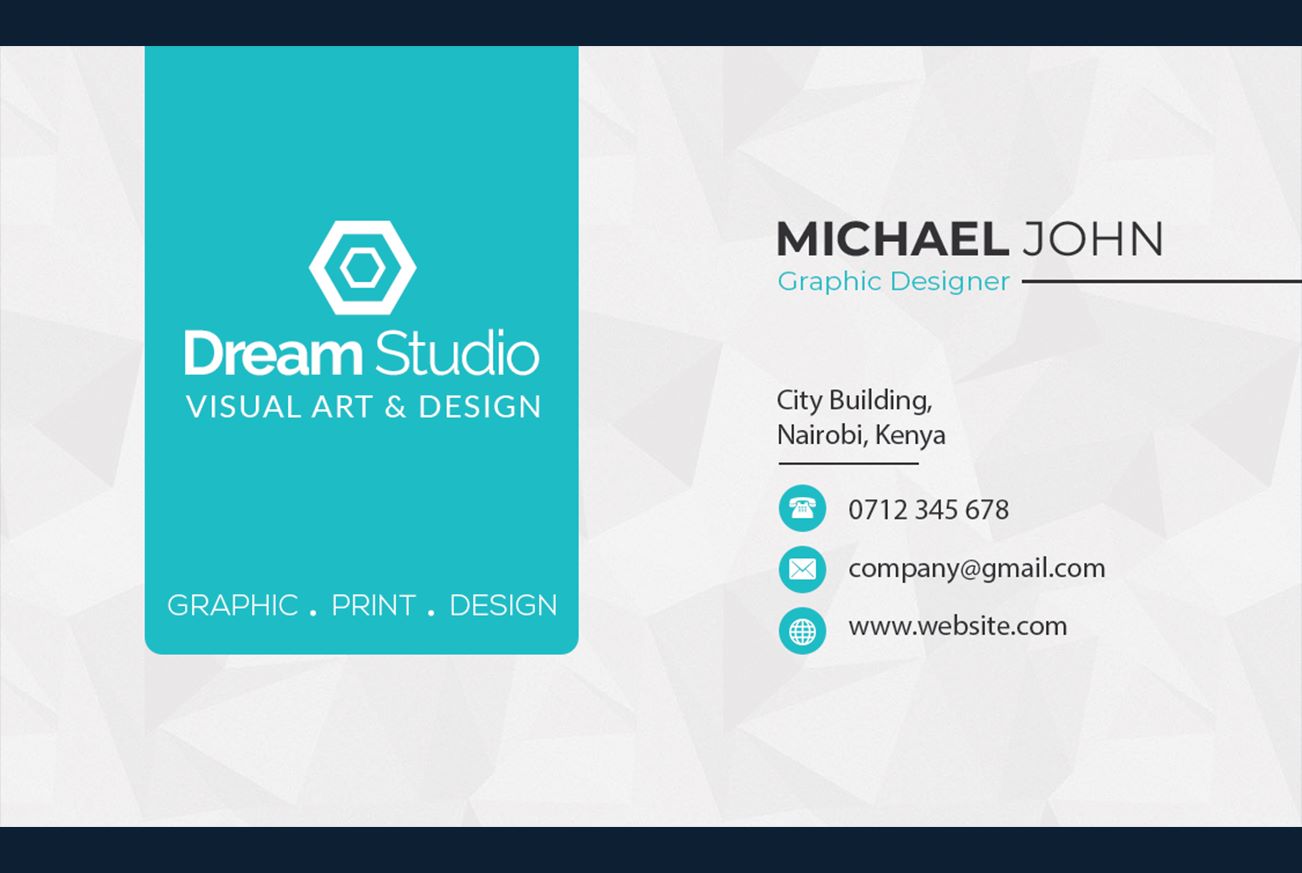 Dream Studio
VISUAL ART & DESIGN
GRAPHIC . PRINT . DESIGN
MICHAEL JOHN
Graphic Designer
City Building,
Nairobi, Kenya
0712 345 678
company@gmail.com
www.website.com